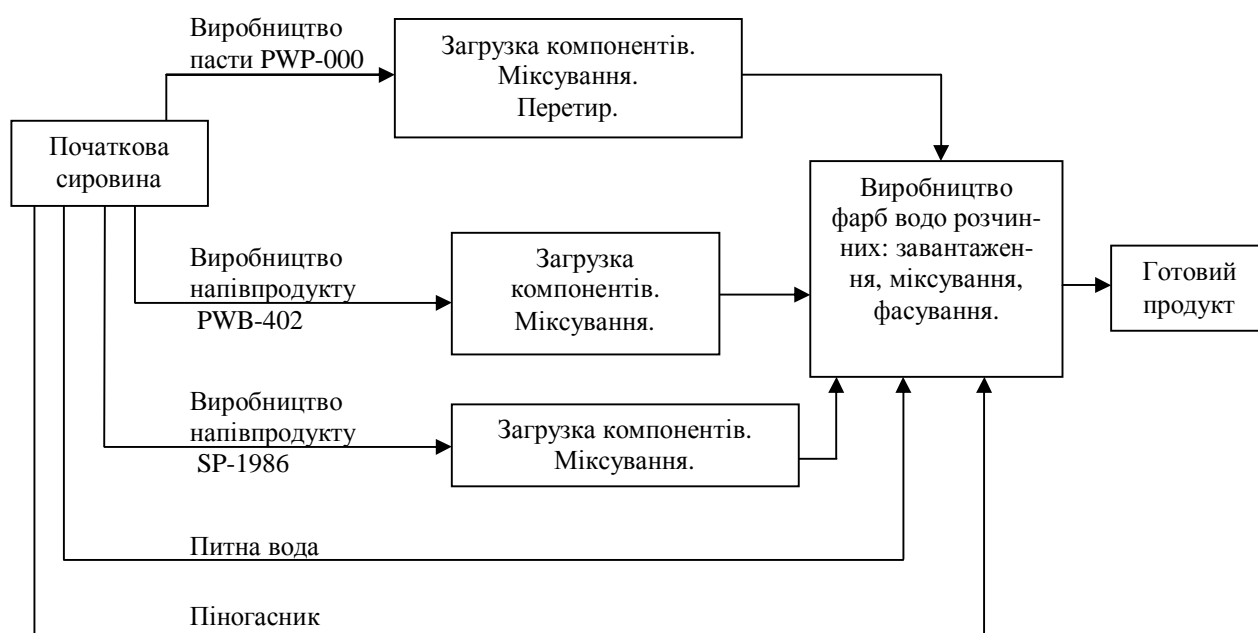 Виробництво
пасти PWP-000
Загрузка компонентів.
Міксування.
Перетир.
Початкова
сировина
Виробництво
фарб водо розчин-
них: завантажен-
ня, міксування,
фасування.
Готовий
продукт
Виробництво
напівпродукту
PWB-402
Загрузка
компонентів.
Міксування.
Виробництво
напівпродукту
SP-1986
Загрузка компонентів.
Міксування.
Питна вода
Піногасник